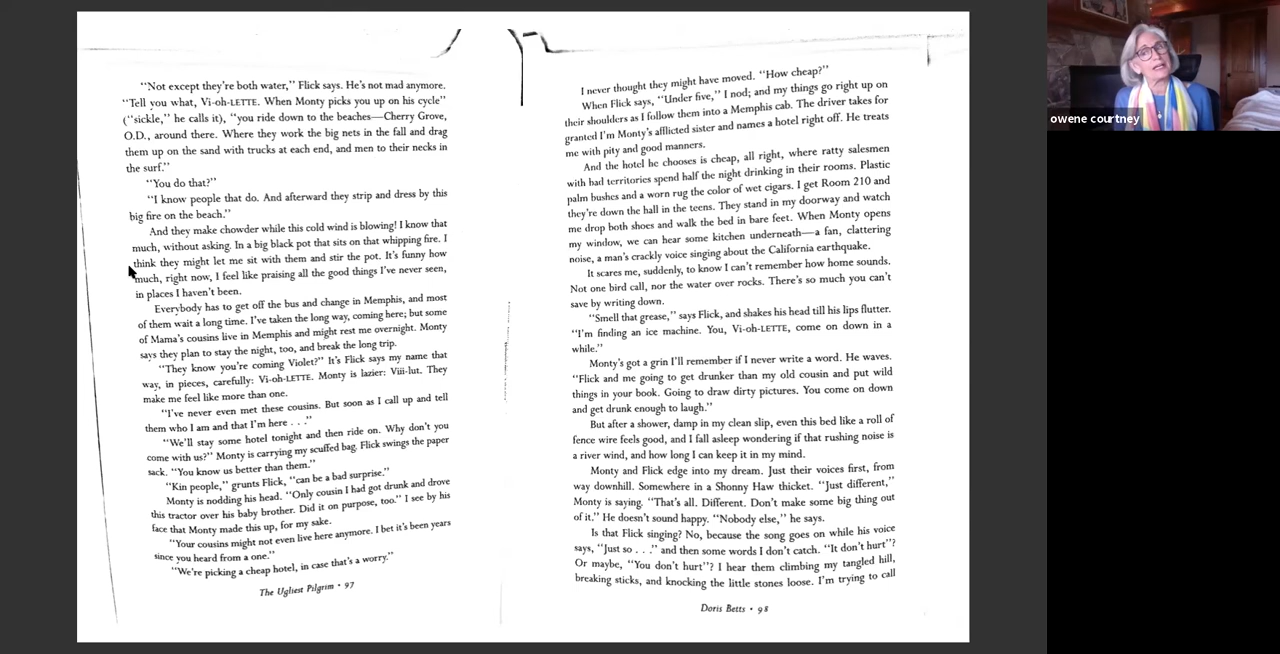 "Not except they're both water," Flick says. He's not mad anymore.
"Tell you what, Vi-oh-LETTE. When Monty picks you up on his cycle"
("sickle," he calls it), "you ride down to the beaches—Cherry Grove,
O.D., around there. Where they work the big nets in the fall and drag
them up on the sand with trucks at each end, and men to their necks in
the surf."
"You do that?"
"I know people that do. And afterward they strip and dress by this
big fire on the beach."
And they make chowder while this cold wind is blowing! I know that
much, without asking. In a big black pot that sits on that whipping fire. I
think they might let me sit with them and stir the pot. It's funny how
much, right now, I feel like praising all the good things I've never seen,
in places I haven't been.
Everybody has to get off the bus and change in Memphis, and most
of them wait a long time. I've taken the long way, coming here; but some
of Mama's cousins live in Memphis and might rest me overnight. Monty
says they plan to stay the night, too, and break the long trip.
"They know you're coming Violet?" It's Flick says my name that
way, in pieces, carefully: Vi-oh-LETTE. Monty is lazier: Viii-lut. They
make me feel like more than one.
"I've never even met these cousins. But soon as I call up and tell
them who I am and that I'm here . . ."
"We'll stay some hotel tonight and then ride on. Why don't you
come with us?" Monty is carrying my scuffed bag. Flick swings the paper
sack. "You know us better than them."
"Kin people," grunts Flick, "can be a bad surprise."
Monty is nodding his head. "Only cousin I had got drunk and drove
this tractor over his baby brother. Did it on purpose, too." I see by his
face that Monty made this up, for my sake.
"Your cousins might not even live here anymore. I bet it's been years
since you heard from a one."
"We're picking a cheap hotel, in case that's a worry."
The Ugliest Pilgrim • 97
I never thought they might have moved. "How cheap?"
When Flick says, "Under five," I nod; and my things go right up on
their shoulders as I follow them into a Memphis cab. The driver takes for
granted I'm Monty's afflicted sister and names a hotel right off. He treats
me with pity and good manners.
And the hotel he chooses is cheap, all right, where ratty salesmen
with bad territories spend half the night drinking in their rooms. Plastic
palm bushes and a worn rug the color of wet cigars. I get Room 210 and
they're down the hall in the teens. They stand in my doorway and watch
me drop both shoes and walk the bed in bare feet. When Monty opens
my window, we can hear some kitchen underneath—a fan, clattering
noise, a man's crackly voice singing about the California earthquake.
It scares me, suddenly, to know I can't remember how home sounds.
Not one bird call, nor the water over rocks. There's so much you can't
save by writing down.
"Smell that grease," says Flick, and shakes his head till his lips flutter.
"I'm finding an ice machine. You, Vi-oh-LETTE, come on down in a
while."
Monty's got a grin I'll remember if I never write a word. He waves.
"Flick and me going to get drunker than my old cousin and put wild
things in your book. Going to draw dirty pictures. You come on down
and get drunk enough to laugh."
But after a shower, damp in my clean slip, even this bed like a roll of
fence wire feels good, and I fall asleep wondering if that rushing noise is
a river wind, and how long I can keep it in my mind.
Monty and Flick edge into my dream. Just their voices first, from
way downhill. Somewhere in a Shonny Haw thicket. "Just different,"
Monty is saying. "That's all. Different. Don't make some big thing out
of it." He doesn't sound happy. "Nobody else," he says.
Is that Flick singing? No, because the song goes on while his voice
says, "Just so . . ." and then some words I don't catch. "It don't hurt"?
Or maybe, "You don't hurt"? I hear them climbing my tangled hill,
breaking sticks, and knocking the little stones loose. I'm trying to call
Doris Betts • 98
owene courtney